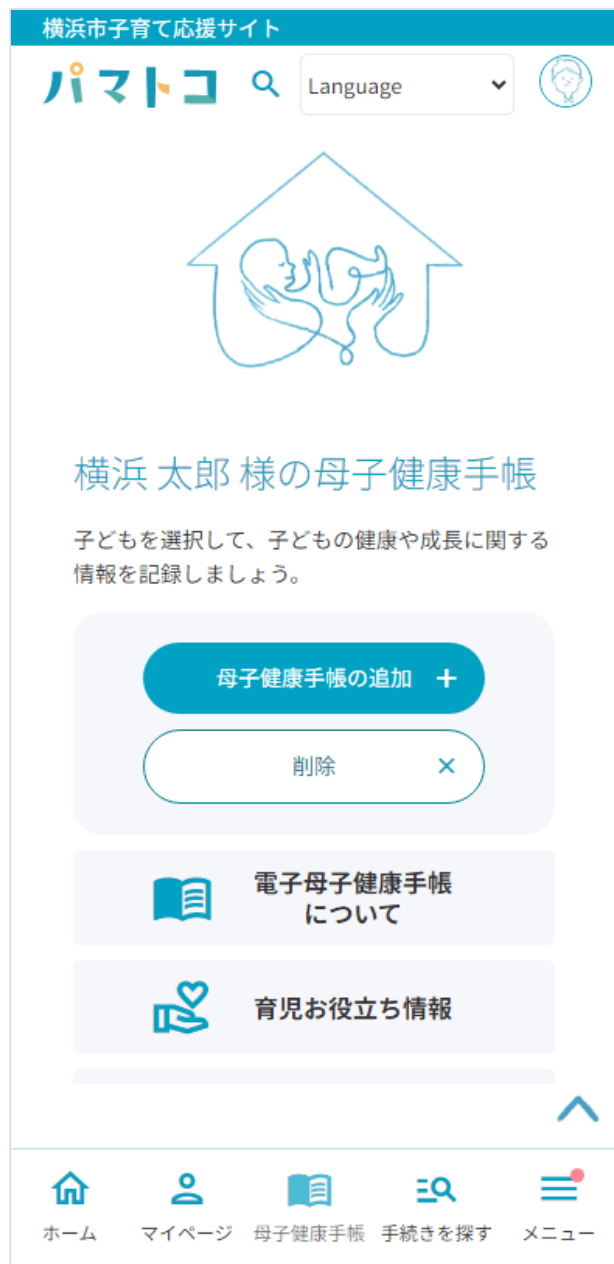 横浜市子育て応援サイト
パマトコ
Language
横浜 太郎 様の母子健康手帳
子どもを選択して、子どもの健康や成長に関する
情報を記録しましょう。
母子健康手帳の追加
削除
電子母子健康手帳
について
育児お役立ち情報
ホーム
マイページ
母子健康手帳
手続きを探す
メニュー